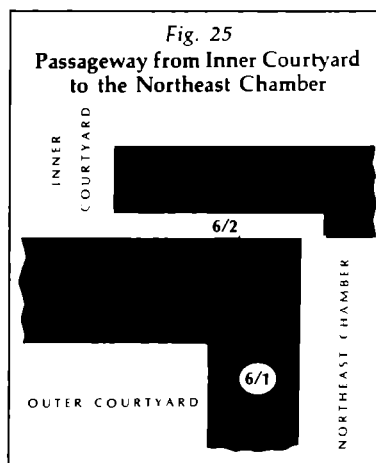 Fig. 25
Passageway from Inner Courtyard
to the Northeast Chamber
INNER
COURTYARD
6/2
NORTHEAST CHAMBER
6/1
OUTER COURTYARD